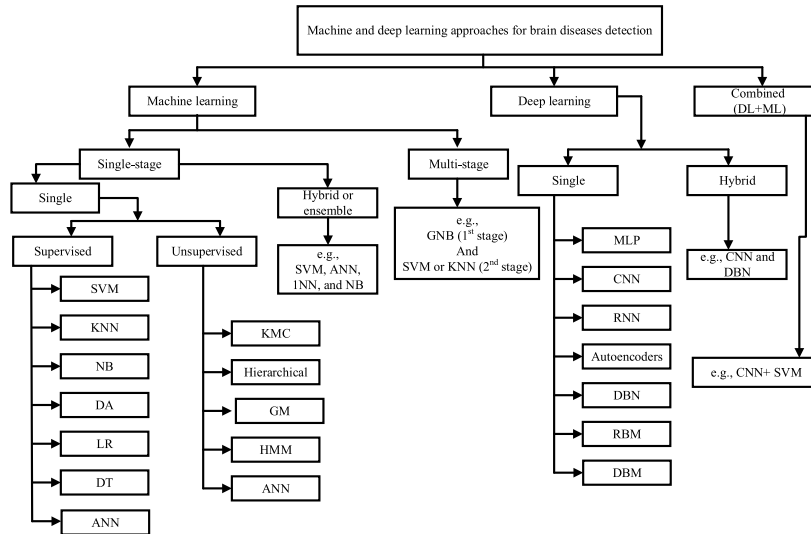 Machine and deep learning approaches for brain diseases detection
Machine learning
Deep learning
Combined
(DL+ML)
Single-stage
Multi-stage
Single
Hybrid
Single
Hybrid or
ensemble
e.g.,
GNB (1st stage)
And
SVM or KNN (2nd stage)
Supervised
Unsupervised
e.g.,
SVM, ANN,
1NN, and NB
MLP
e.g., CNN and
DBN
SVM
CNN
KNN
KMC
RNN
NB
Hierarchical
Autoencoders
e.g., CNN+ SVM
DA
GM
DBN
LR
HMM
RBM
DT
ANN
DBM
ANN